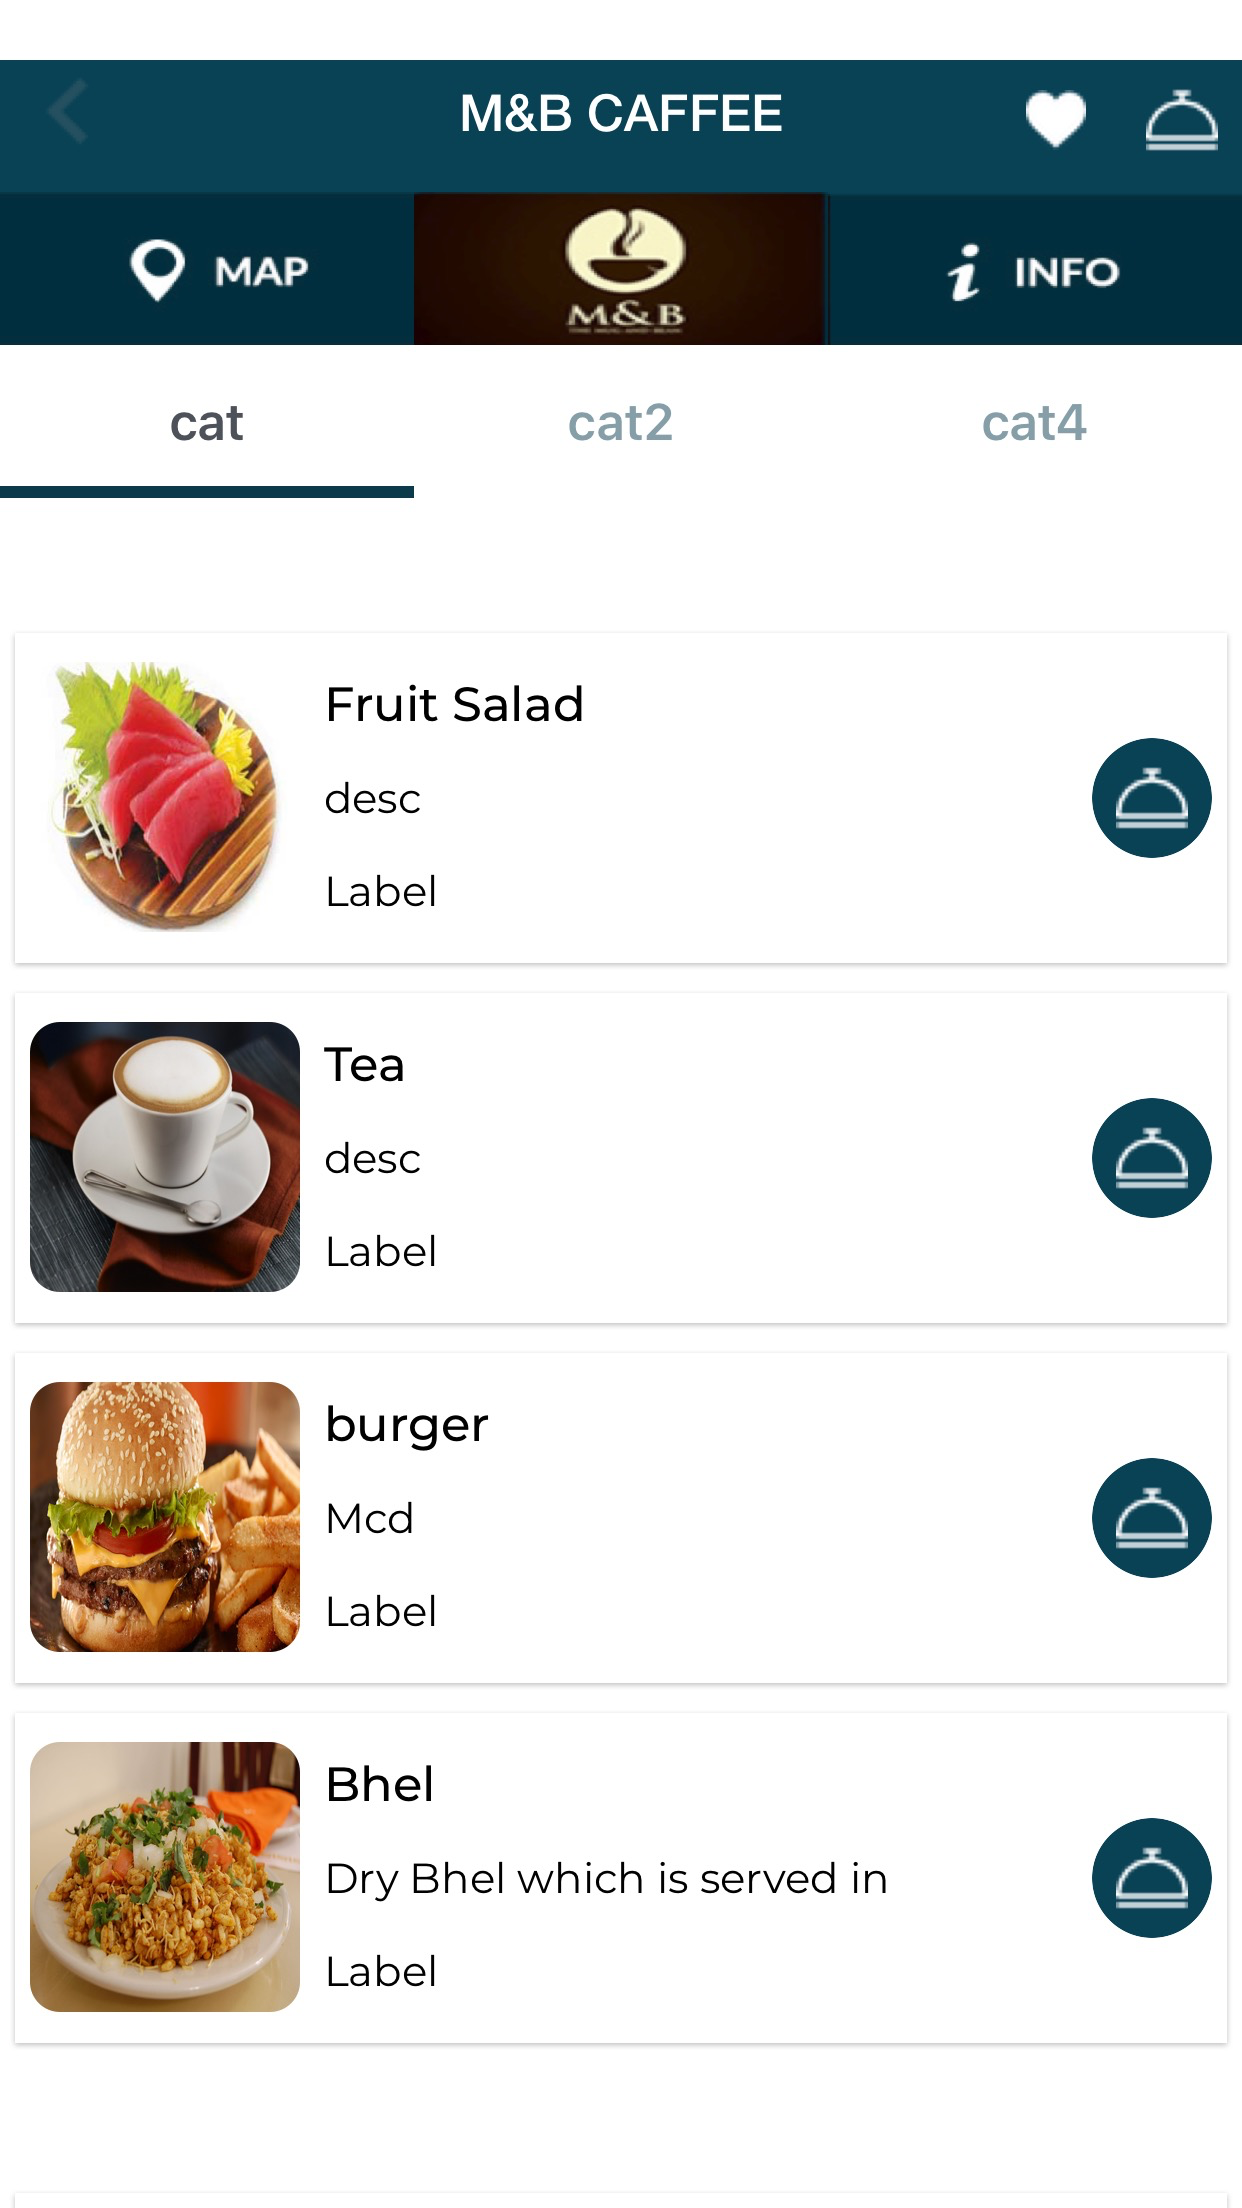 M&B CAFFEE
MAP
M&B
INFO
cat
cat2
cat4
Fruit Salad
desc
Label
Tea
desc
Label
burger
Mcd
Label
Bhel
Dry Bhel which is served in
Label